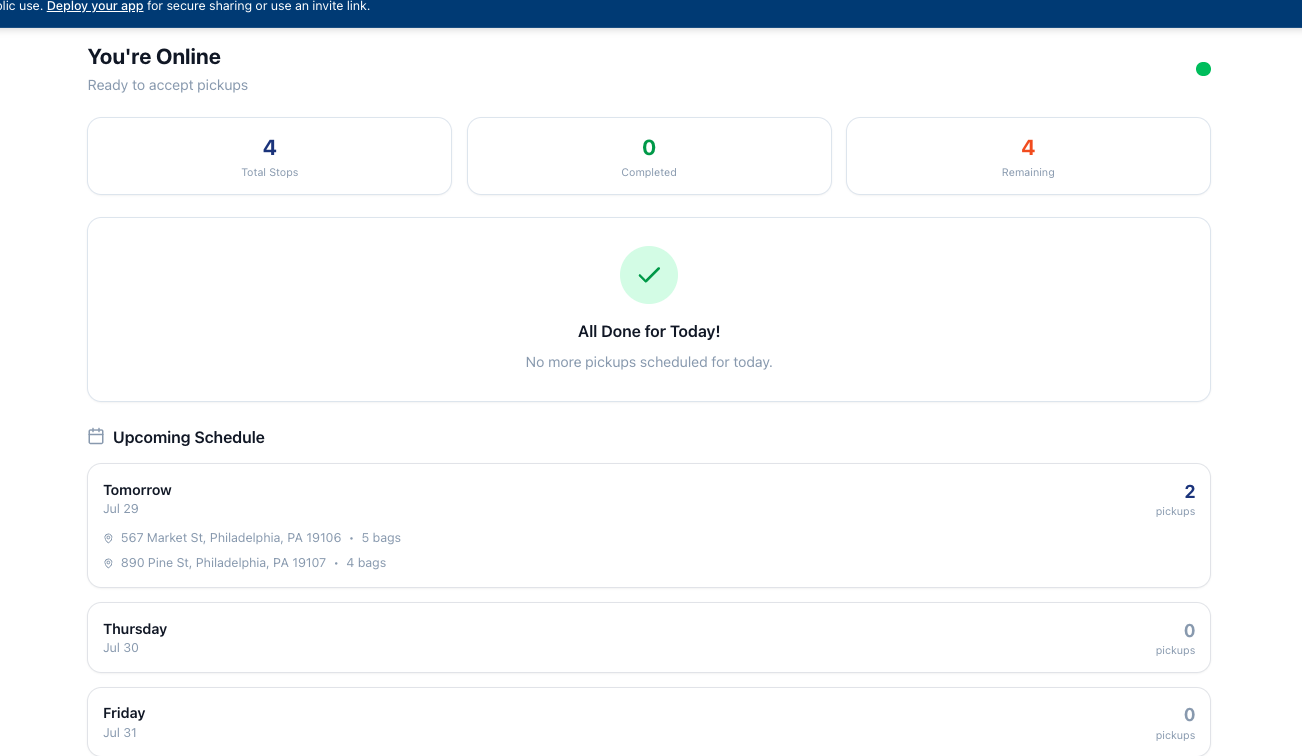 lic use. Deploy your app for secure sharing or use an invite link.
You're Online
Ready to accept pickups
4
Total Stops
0
Completed
4
Remaining
All Done for Today!
No more pickups scheduled for today.
Upcoming Schedule
Tomorrow
Jul 29
2
pickups
567 Market St, Philadelphia, PA 19106 • 5 bags
890 Pine St, Philadelphia, PA 19107 • 4 bags
Thursday
Jul 30
0
pickups
Friday
Jul 31
0
pickups